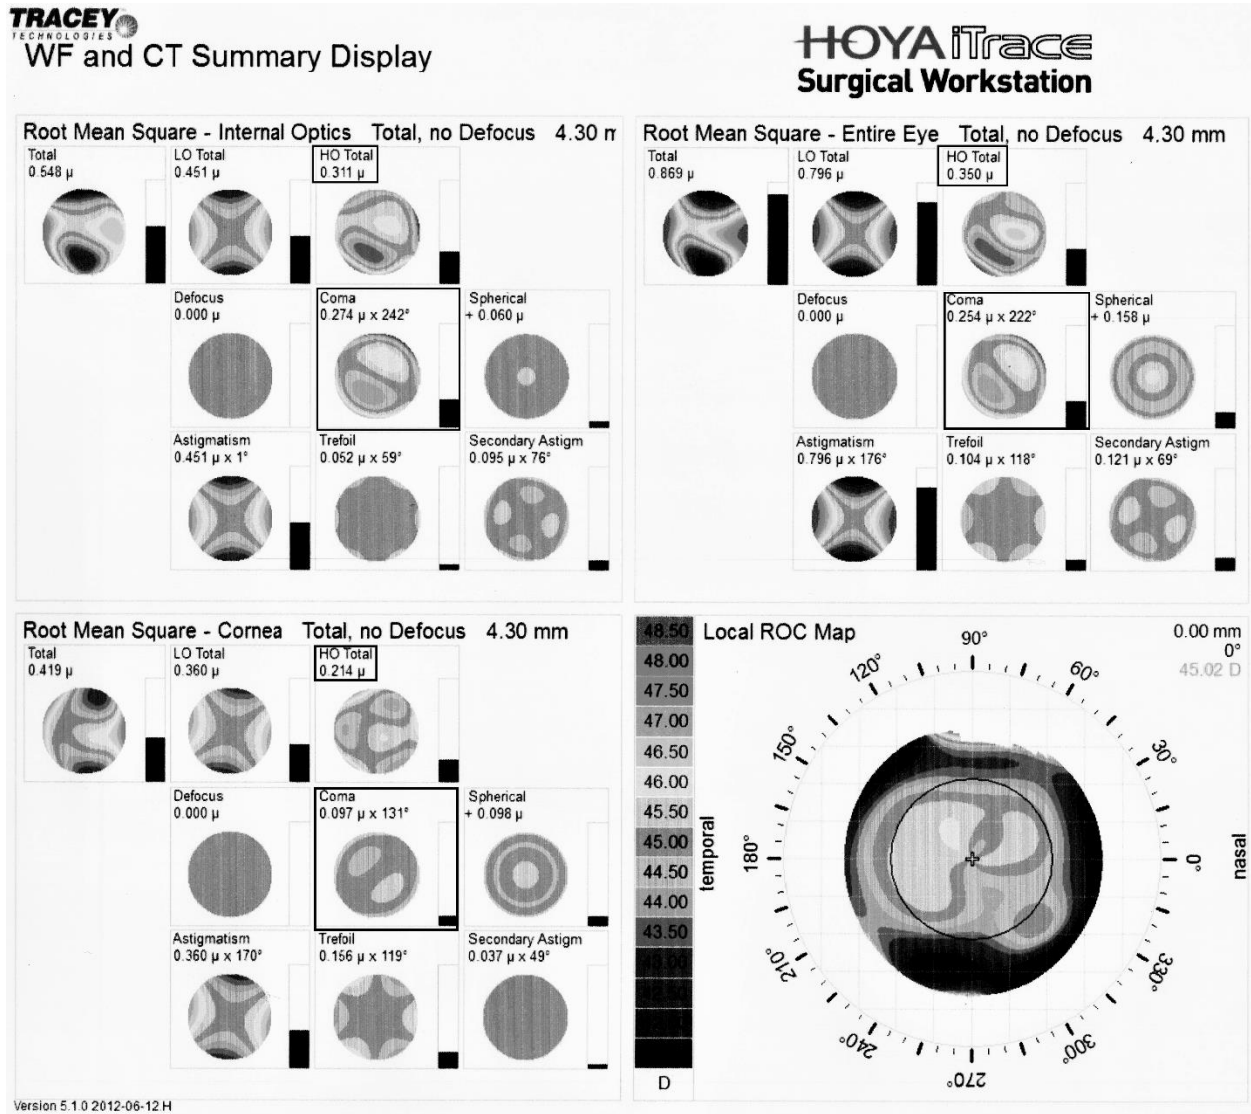 TRACEY
TECHNOLOGIES
WF and CT Summary Display
HOYA iTrace
Surgical Workstation
Root Mean Square - Internal Optics Total, no Defocus 4.30 m
Total
0.548 μ
LO Total
0.451 μ
HO Total
0.311 μ
Defocus
0.000 μ
Coma
0.274 μ x 242°
Spherical
+ 0.060 μ
Astigmatism
0.451 μ x 1°
Trefoil
0.052 μ x 59°
Secondary Astigm
0.095 μ x 76°
Root Mean Square - Entire Eye Total, no Defocus 4.30 mm
Total
0.869 μ
LO Total
0.796 μ
HO Total
0.350 μ
Defocus
0.000 μ
Coma
0.254 μ x 222°
Spherical
+ 0.158 μ
Astigmatism
0.796 μ x 176°
Trefoil
0.104 μ x 118°
Secondary Astigm
0.121 μ x 69°
Root Mean Square - Cornea Total, no Defocus 4.30 mm
Total
0.419 μ
LO Total
0.360 μ
HO Total
0.214 μ
Defocus
0.000 μ
Coma
0.097 μ x 131°
Spherical
+ 0.098 μ
Astigmatism
0.360 μ x 170°
Trefoil
0.156 μ x 119°
Secondary Astigm
0.037 μ x 49°
48.50
48.00
47.50
47.00
46.50
46.00
45.50
45.00
44.50
44.00
43.50
D
Local ROC Map
0.00 mm
0°
45.02 D
90°
60°
30°
0°
330°
300°
270°
240°
210°
180°
150°
120°
temporal
nasal
Version 5.1.0 2012-06-12.H